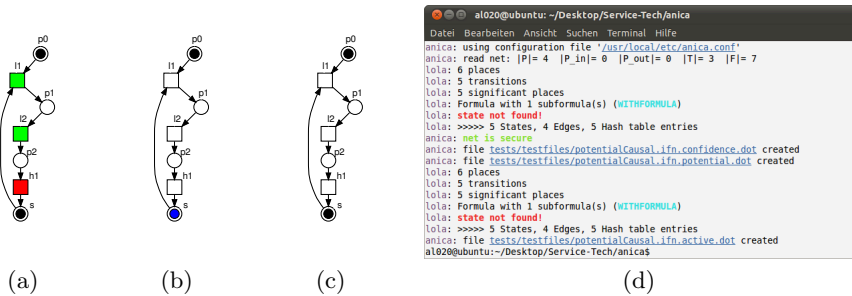 p0
l1
p1
l2
p2
h1
s
(a)
p0
l1
p1
l2
p2
h1
s
(b)
p0
l1
p1
l2
p2
h1
s
(c)
al020@ubuntu: ~/Desktop/Service-Tech/anica
Datei Bearbeiten Ansicht Suchen Terminal Hilfe
anica: using configuration file '/usr/local/etc/anica.conf'
anica: read net: |P|= 4 |P_in|= 0 |P_out|= 0 |T|= 3 |F|= 7
lola: 6 places
lola: 5 transitions
lola: 5 significant places
lola: Formula with 1 subformula(s) (WITHFORMULA)
lola: state not found!
lola: >>>>> 5 States, 4 Edges, 5 Hash table entries
anica: net is secure
anica: file tests/testfiles/potentialCausal.ifn.confidence.dot created
anica: file tests/testfiles/potentialCausal.ifn.potential.dot created
lola: 6 places
lola: 5 transitions
lola: 5 significant places
lola: Formula with 1 subformula(s) (WITHFORMULA)
lola: state not found!
lola: >>>>> 5 States, 4 Edges, 5 Hash table entries
anica: file tests/testfiles/potentialCausal.ifn.active.dot created
al020@ubuntu:~/Desktop/Service-Tech/anica$
(d)